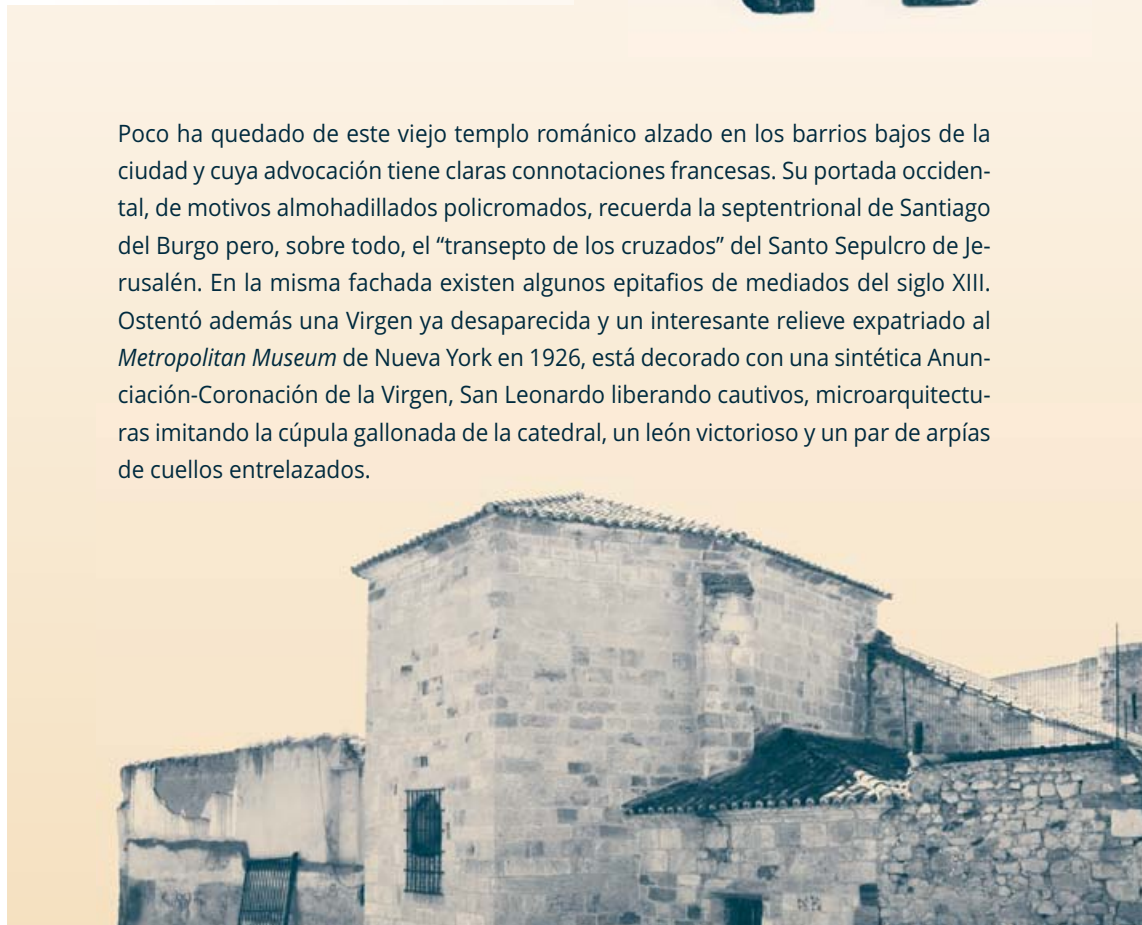 Poco ha quedado de este viejo templo románico alzado en los barrios bajos de la
ciudad y cuya advocación tiene claras connotaciones francesas. Su portada occiden-
tal, de motivos almohadillados policromados, recuerda la septentrional de Santiago
del Burgo pero, sobre todo, el “transepto de los cruzados” del Santo Sepulcro de Je-
rusalén. En la misma fachada existen algunos epitafios de mediados del siglo XIII.
Ostentó además una Virgen ya desaparecida y un interesante relieve expatriado al
Metropolitan Museum de Nueva York en 1926, está decorado con una sintética Anun-
ciación-Coronación de la Virgen, San Leonardo liberando cautivos, microarquitectu-
ras imitando la cúpula gallonada de la catedral, un león victorioso y un par de arpías
de cuellos entrelazados.